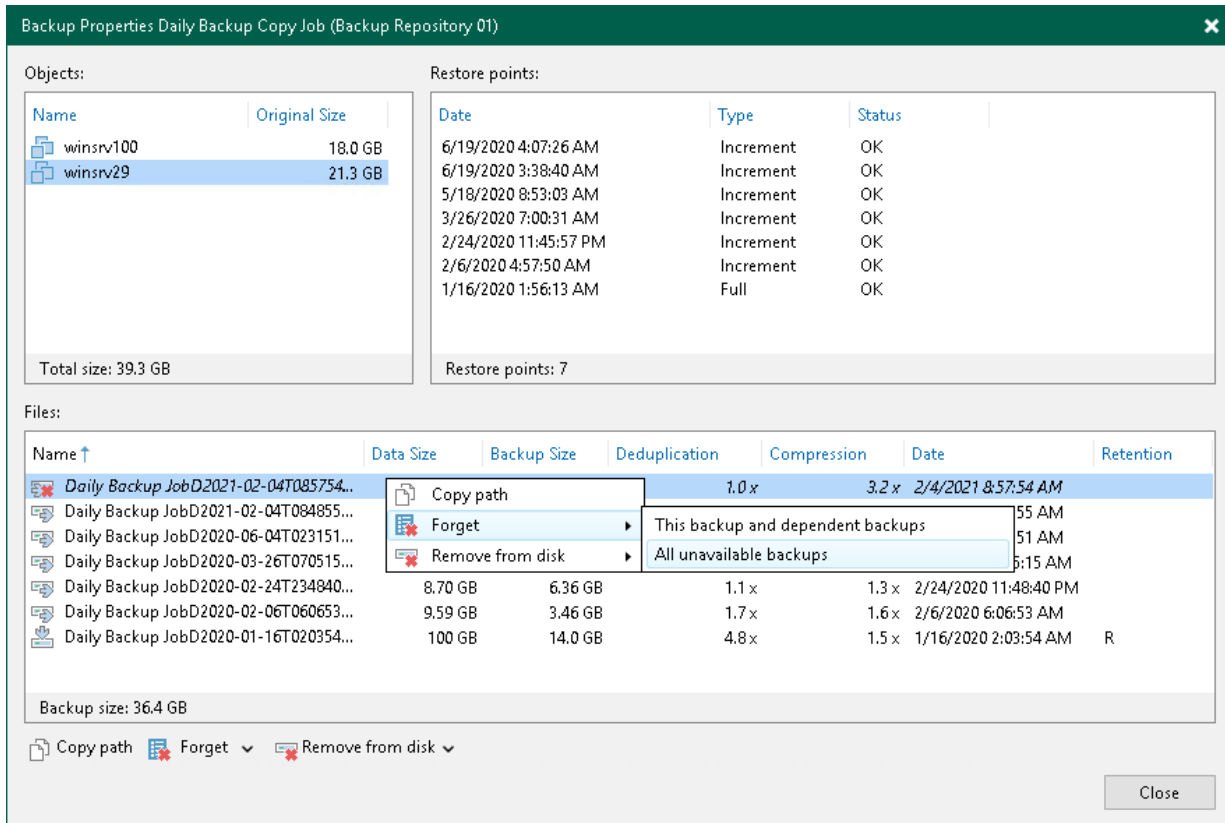 Backup Properties Daily Backup Copy Job (Backup Repository 01)
Objects:
Name Original Size
winsrv100 18.0 GB
winsrv29 21.3 GB
Total size: 39.3 GB
Restore points:
Date Type Status
6/19/2020 4:07:26 AM Increment OK
6/19/2020 3:38:40 AM Increment OK
5/18/2020 8:53:03 AM Increment OK
3/26/2020 7:00:31 AM Increment OK
2/24/2020 11:45:57 PM Increment OK
2/6/2020 4:57:50 AM Increment OK
1/16/2020 1:56:13 AM Full OK
Restore points: 7
Files:
Name Data Size Backup Size Deduplication Compression Date Retention
Daily Backup JobD2021-02-04T085754... 1.0 x 3.2 x 2/4/2021 8:57:54 AM
Daily Backup JobD2021-02-04T084855... 55 AM
Daily Backup JobD2020-06-04T023151... 51 AM
Daily Backup JobD2020-03-26T070515... 5:15 AM
Daily Backup JobD2020-02-24T234840... 8.70 GB 6.36 GB 1.1 x 1.3 x 2/24/2020 11:48:40 PM
Daily Backup JobD2020-02-06T060653... 9.59 GB 3.46 GB 1.7 x 1.6 x 2/6/2020 6:06:53 AM
Daily Backup JobD2020-01-16T020354... 100 GB 14.0 GB 4.8 x 1.5 x 1/16/2020 2:03:54 AM R
Copy path
Forget
Remove from disk
This backup and dependent backups
All unavailable backups
Backup size: 36.4 GB
Copy path Forget Remove from disk
Close